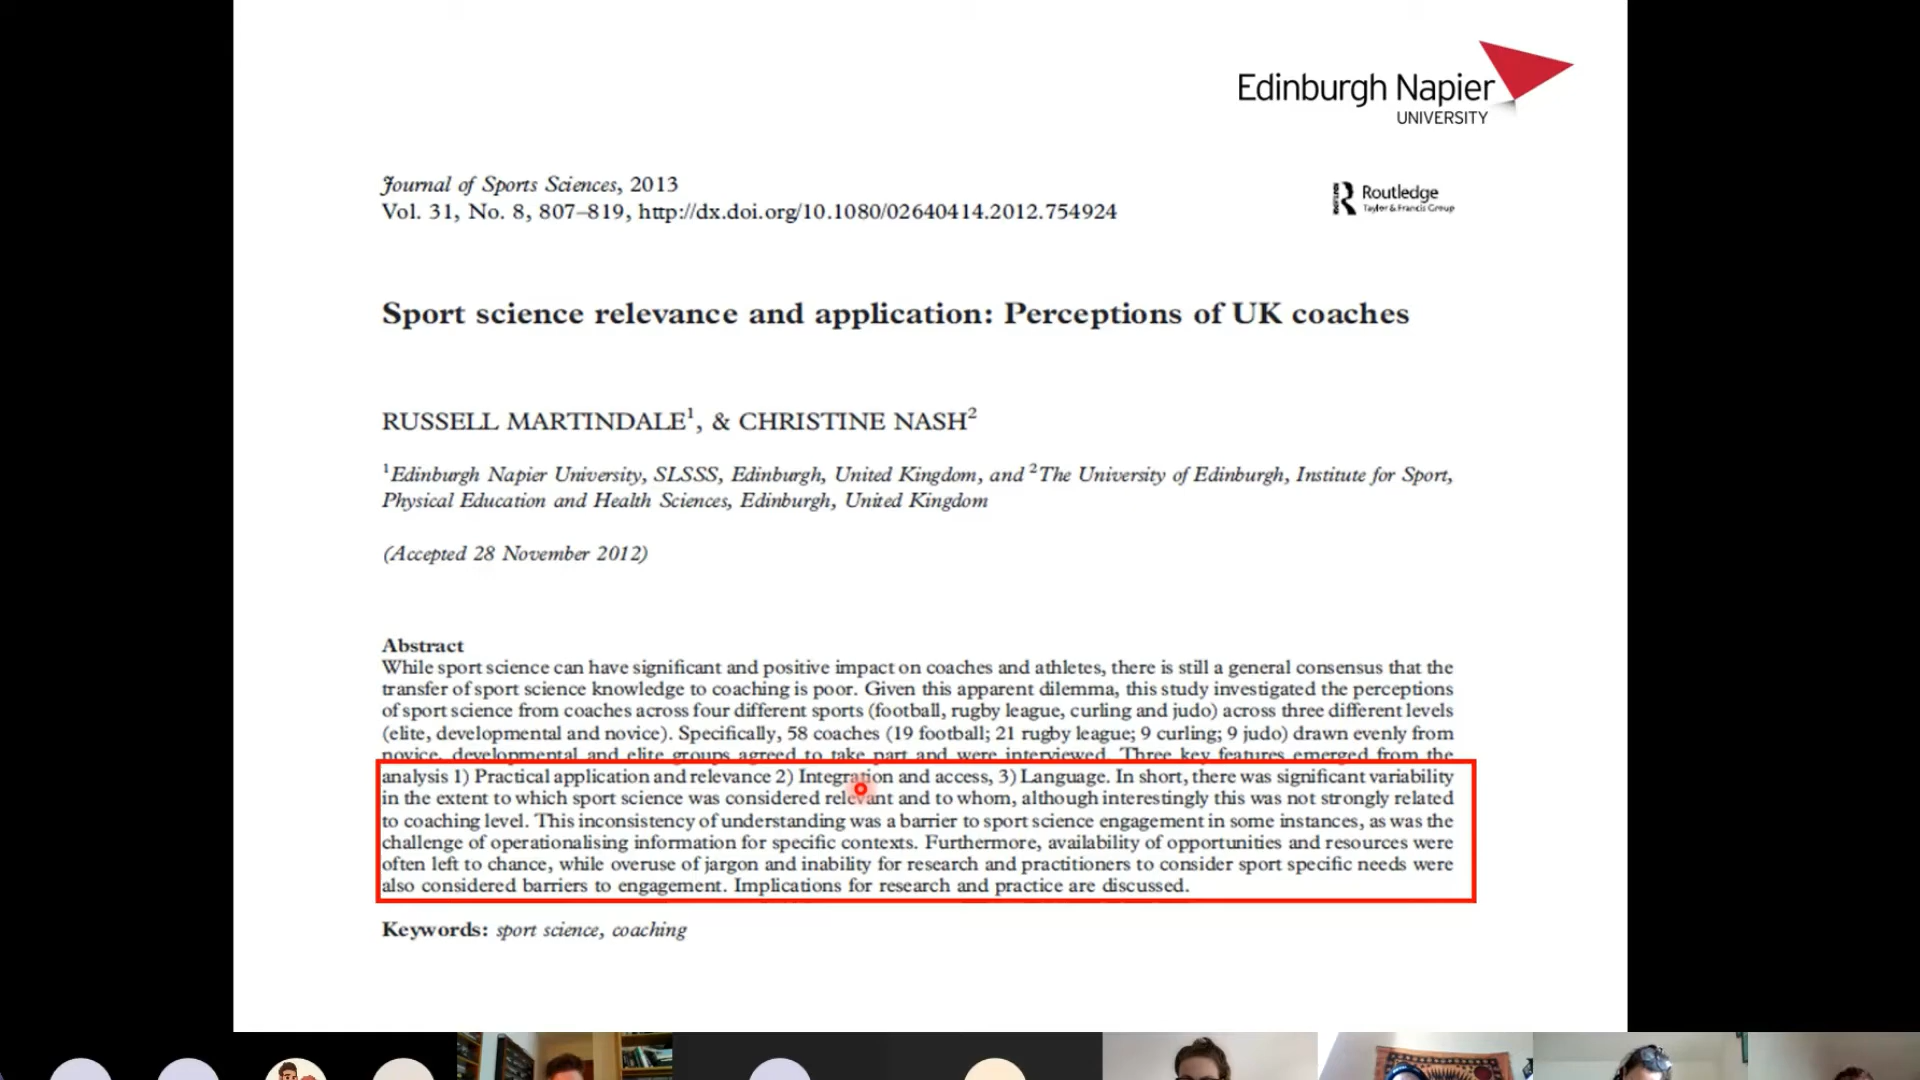 Edinburgh Napier
UNIVERSITY
Journal of Sports Sciences, 2013
Vol. 31, No. 8, 807–819, http://dx.doi.org/10.1080/02640414.2012.754924
Routledge
Taylor & Francis Group
Sport science relevance and application: Perceptions of UK coaches
RUSSELL MARTINDALE1, & CHRISTINE NASH2
1Edinburgh Napier University, SLSSS, Edinburgh, United Kingdom, and 2The University of Edinburgh, Institute for Sport,
Physical Education and Health Sciences, Edinburgh, United Kingdom
(Accepted 28 November 2012)
Abstract
While sport science can have significant and positive impact on coaches and athletes, there is still a general consensus that the
transfer of sport science knowledge to coaching is poor. Given this apparent dilemma, this study investigated the perceptions
of sport science from coaches across four different sports (football, rugby league, curling and judo) across three different levels
(elite, developmental and novice). Specifically, 58 coaches (19 football; 21 rugby league; 9 curling; 9 judo) drawn evenly from
novice, developmental and elite groups agreed to take part and were interviewed. Three key features emerged from the
analysis 1) Practical application and relevance 2) Integration and access, 3) Language. In short, there was significant variability
in the extent to which sport science was considered relevant and to whom, although interestingly this was not strongly related
to coaching level. This inconsistency of understanding was a barrier to sport science engagement in some instances, as was the
challenge of operationalising information for specific contexts. Furthermore, availability of opportunities and resources were
often left to chance, while overuse of jargon and inability for research and practitioners to consider sport specific needs were
also considered barriers to engagement. Implications for research and practice are discussed.
Keywords: sport science, coaching